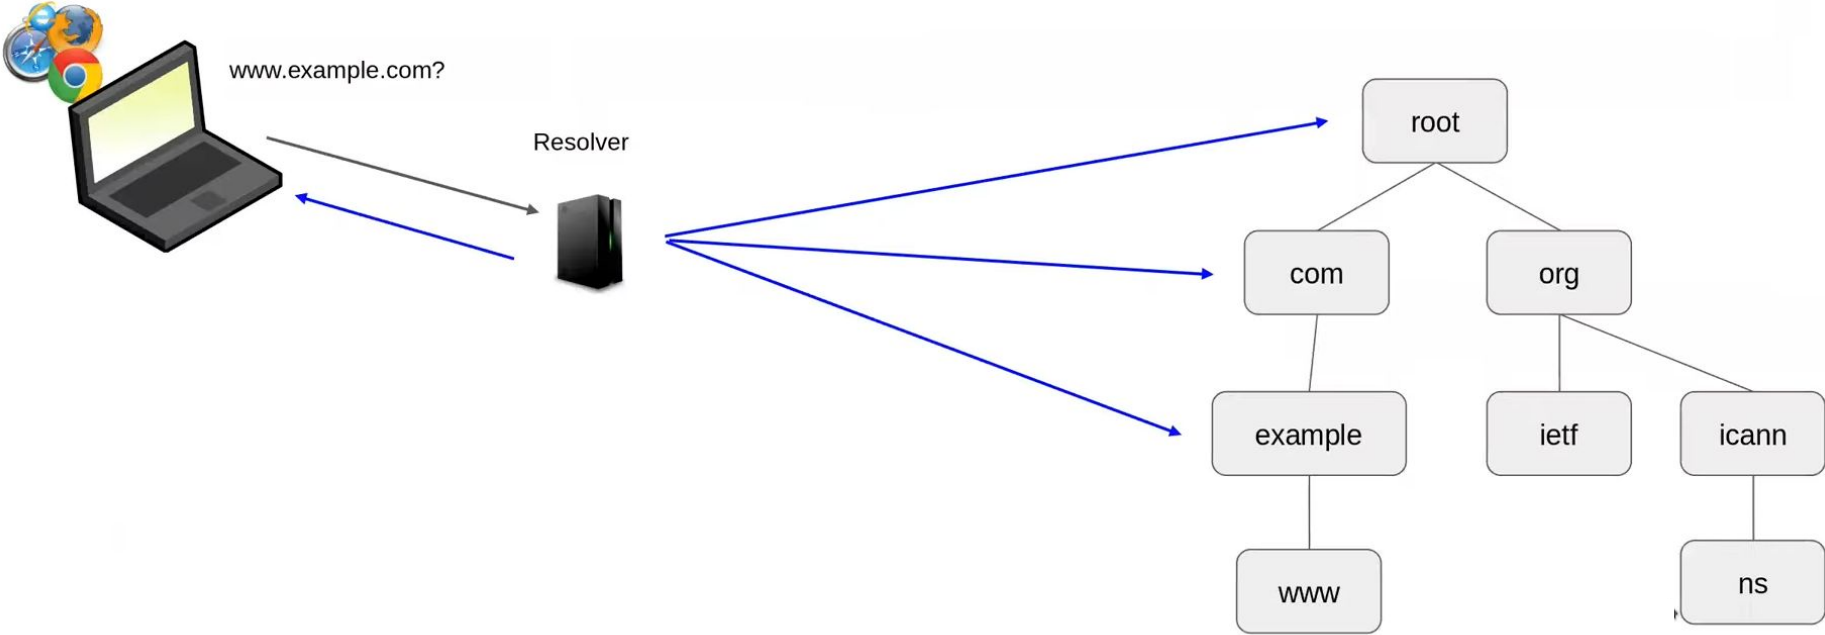 www.example.com?
Resolver
root
com
org
example
ietf
icann
www
ns